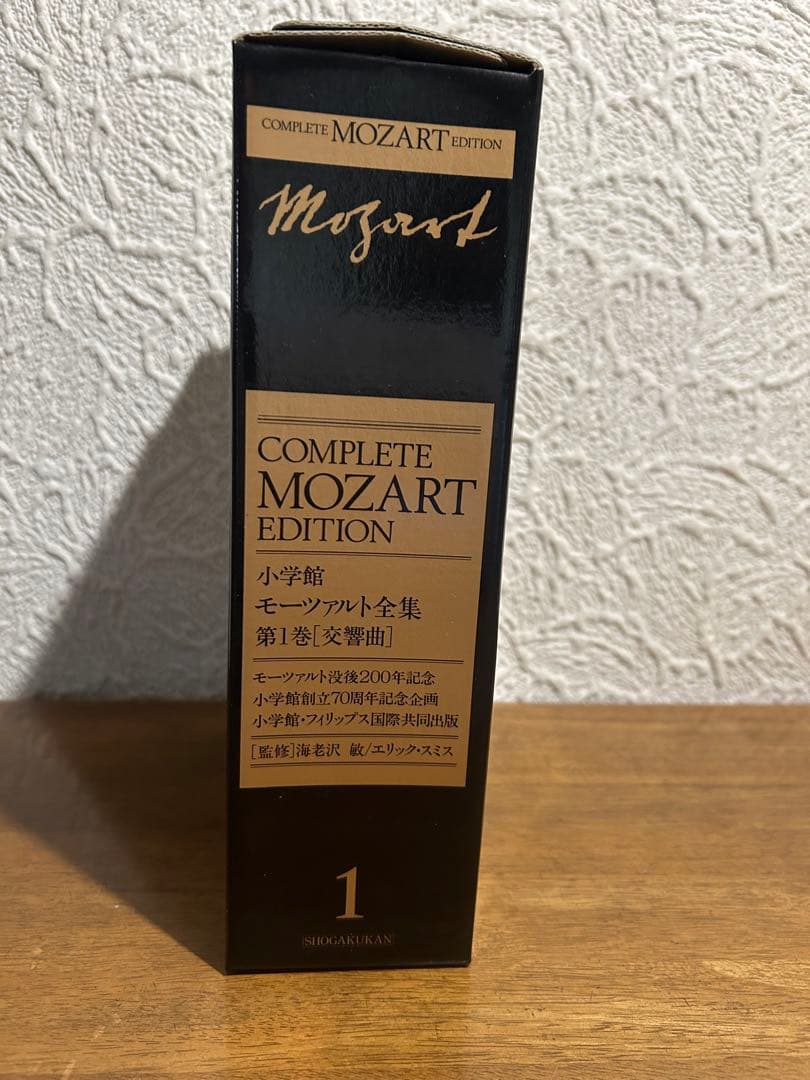 COMPLETE MOZART EDITION
Mozart
COMPLETE
MOZART
EDITION
小学館
モーツァルト全集
第1巻[交響曲]
モーツァルト没後200年記念
小学館創立70周年記念企画
小学館・フィリップス国際共同出版
[監修]海老沢 敏/エリック・スミス
1
SHOGAKUKAN